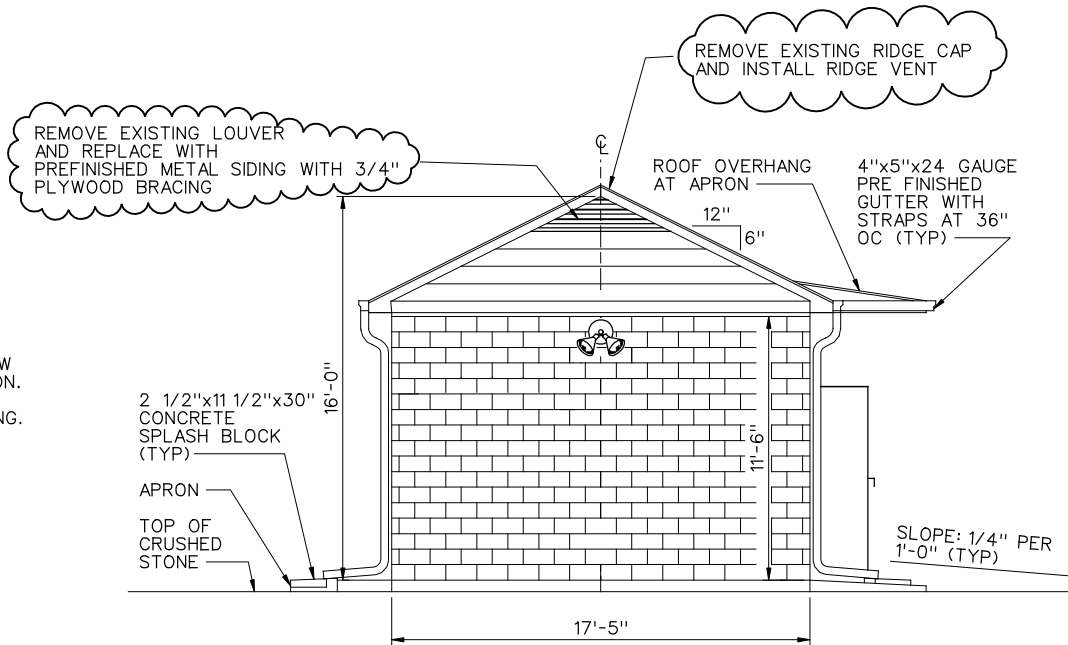 REMOVE EXISTING RIDGE CAP
AND INSTALL RIDGE VENT
REMOVE EXISTING LOUVER
AND REPLACE WITH
PREFINISHED METAL SIDING WITH 3/4"
PLYWOOD BRACING
℄
ROOF OVERHANG
AT APRON
4"x5"x24 GAUGE
PRE FINISHED
GUTTER WITH
STRAPS AT 36"
OC (TYP)
12"
6"
W
ON.
NG.
16'-0"
2 1/2"x11 1/2"x30"
CONCRETE
SPLASH BLOCK
(TYP)
11'-6"
APRON
TOP OF
CRUSHED
STONE
SLOPE: 1/4" PER
1'-0" (TYP)
17'-5"